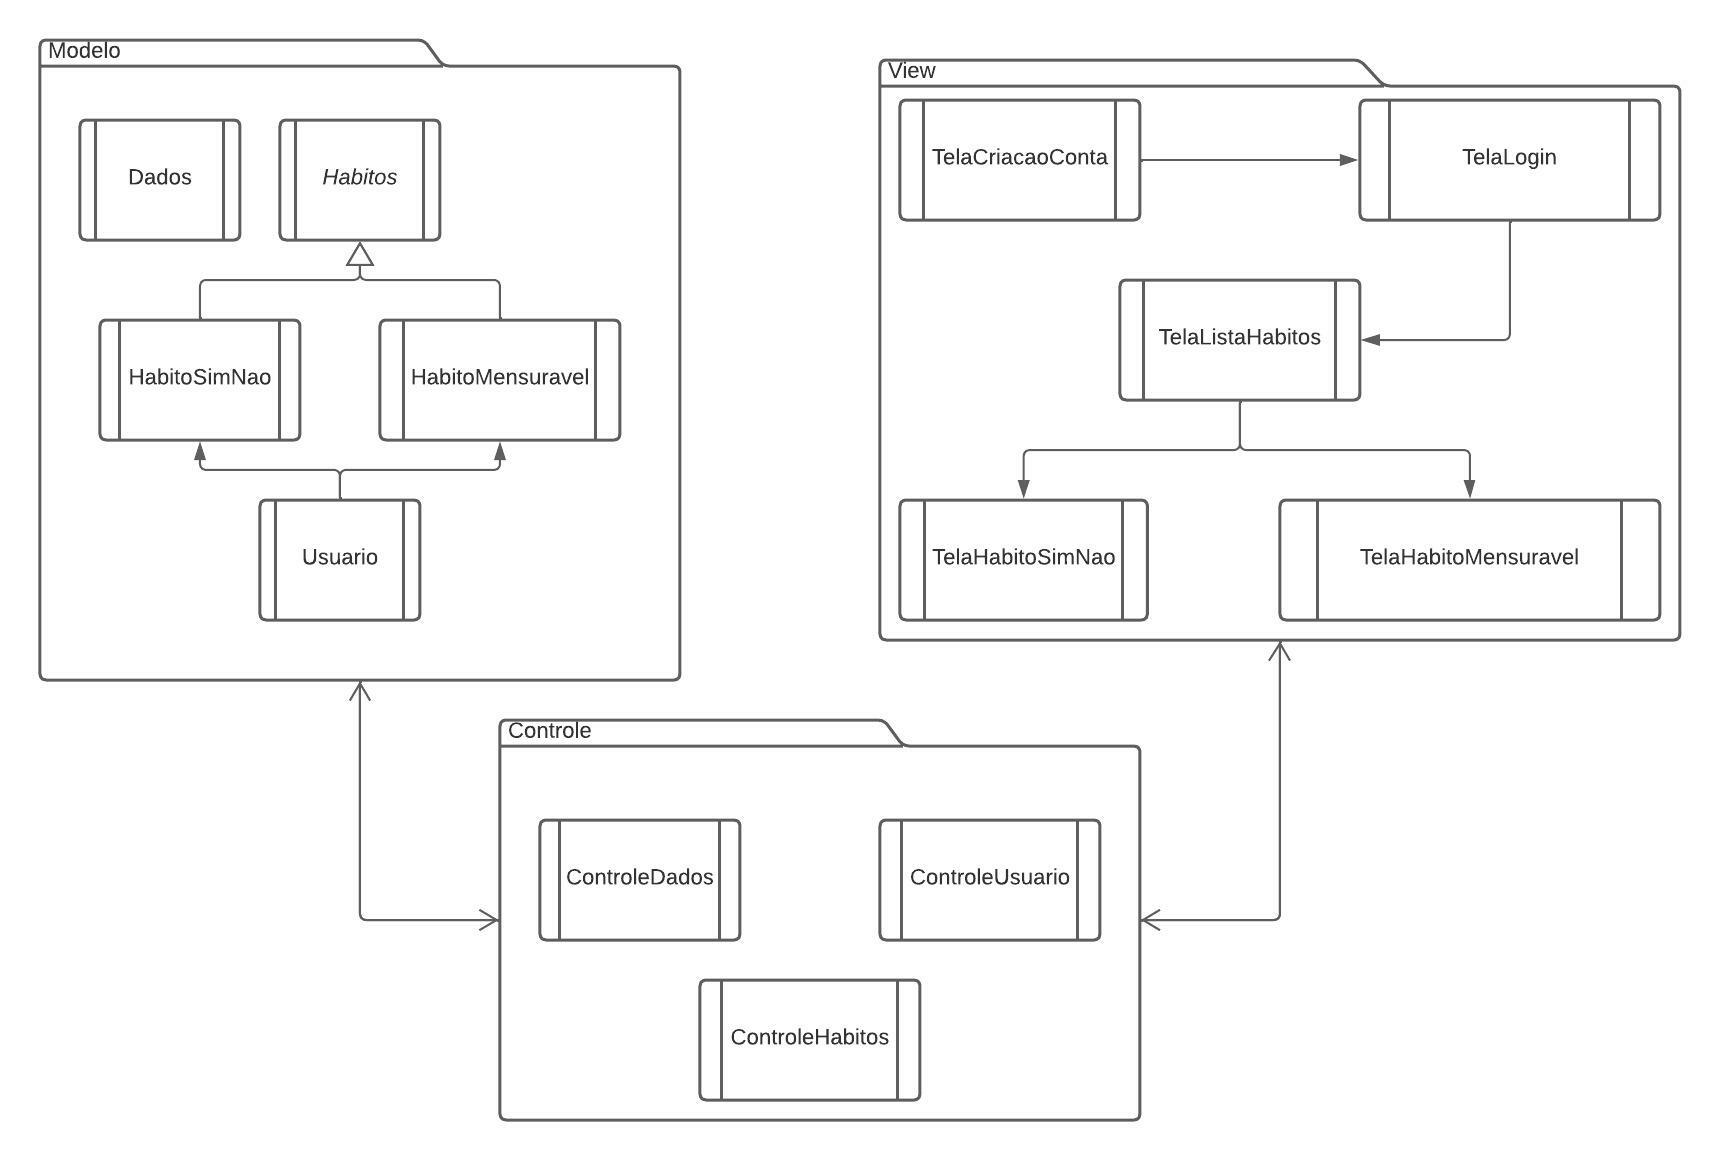 Modelo
Dados
Habitos
HabitoSimNao
HabitoMensuravel
Usuario
View
TelaCriacaoConta
TelaLogin
TelaListaHabitos
TelaHabitoSimNao
TelaHabitoMensuravel
Controle
ControleDados
ControleUsuario
ControleHabitos